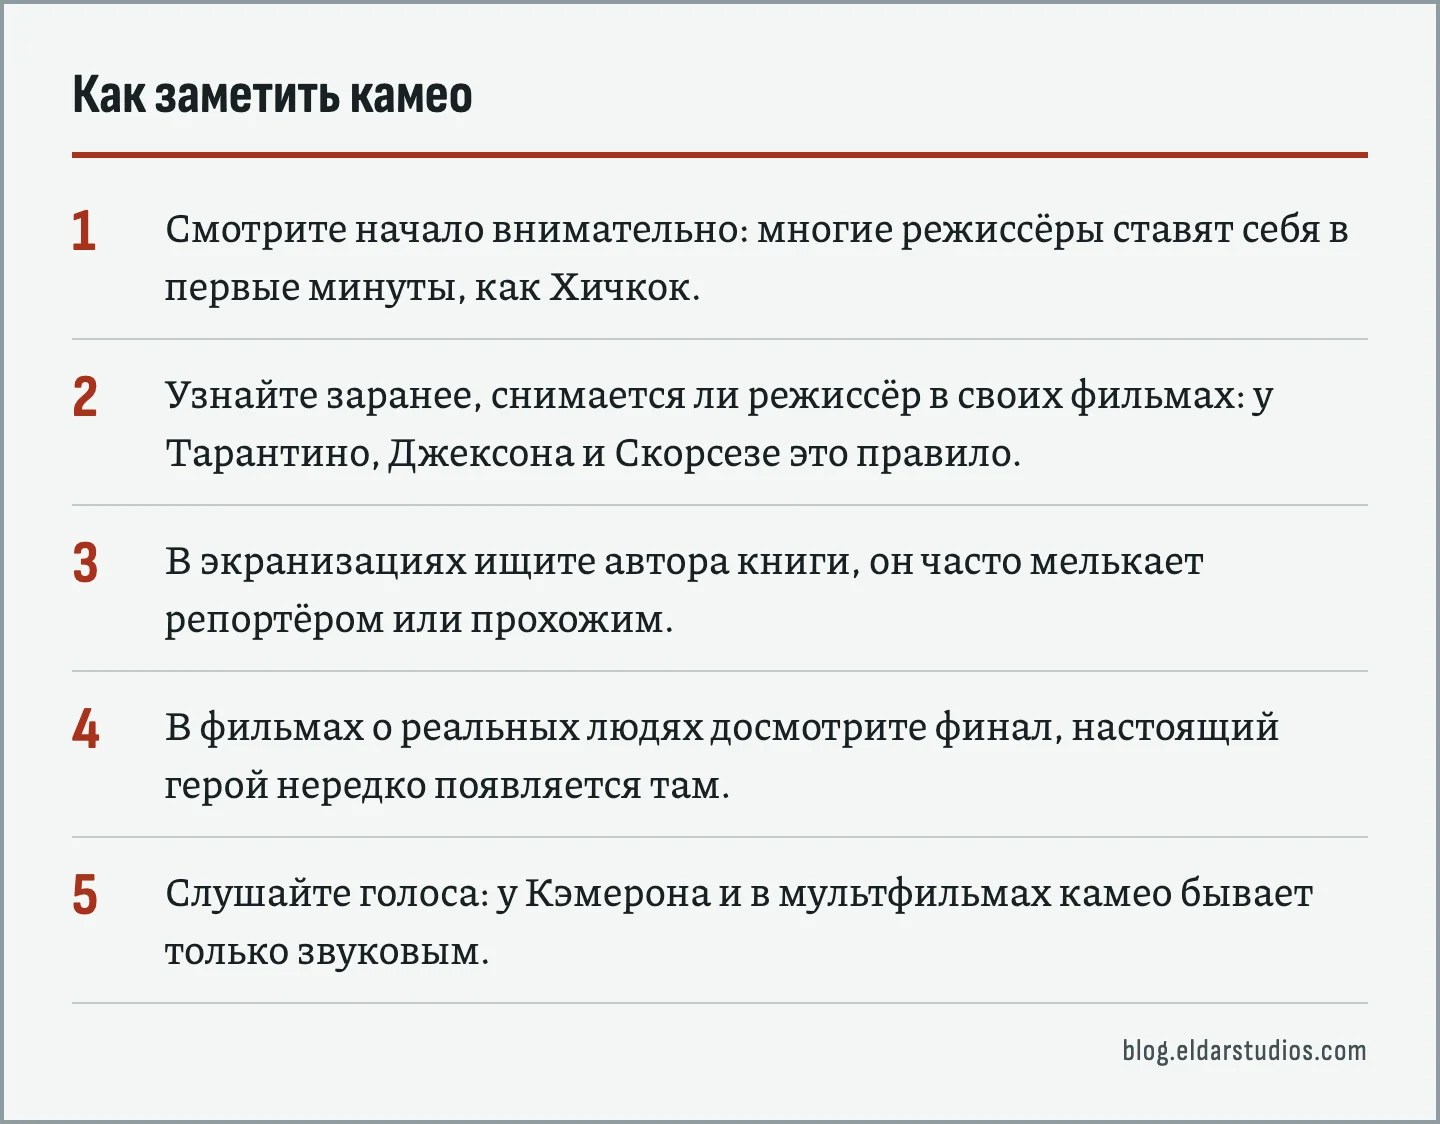 Как заметить камео
1
Смотрите начало внимательно: многие режиссёры ставят себя в
первые минуты, как Хичкок.
2
Узнайте заранее, снимается ли режиссёр в своих фильмах: у
Тарантино, Джексона и Скорсезе это правило.
3
В экранизациях ищите автора книги, он часто мелькает
репортёром или прохожим.
4
В фильмах о реальных людях досмотрите финал, настоящий
герой нередко появляется там.
5
Слушайте голоса: у Кэмерона и в мультфильмах камео бывает
только звуковым.
blog.eldarstudios.com